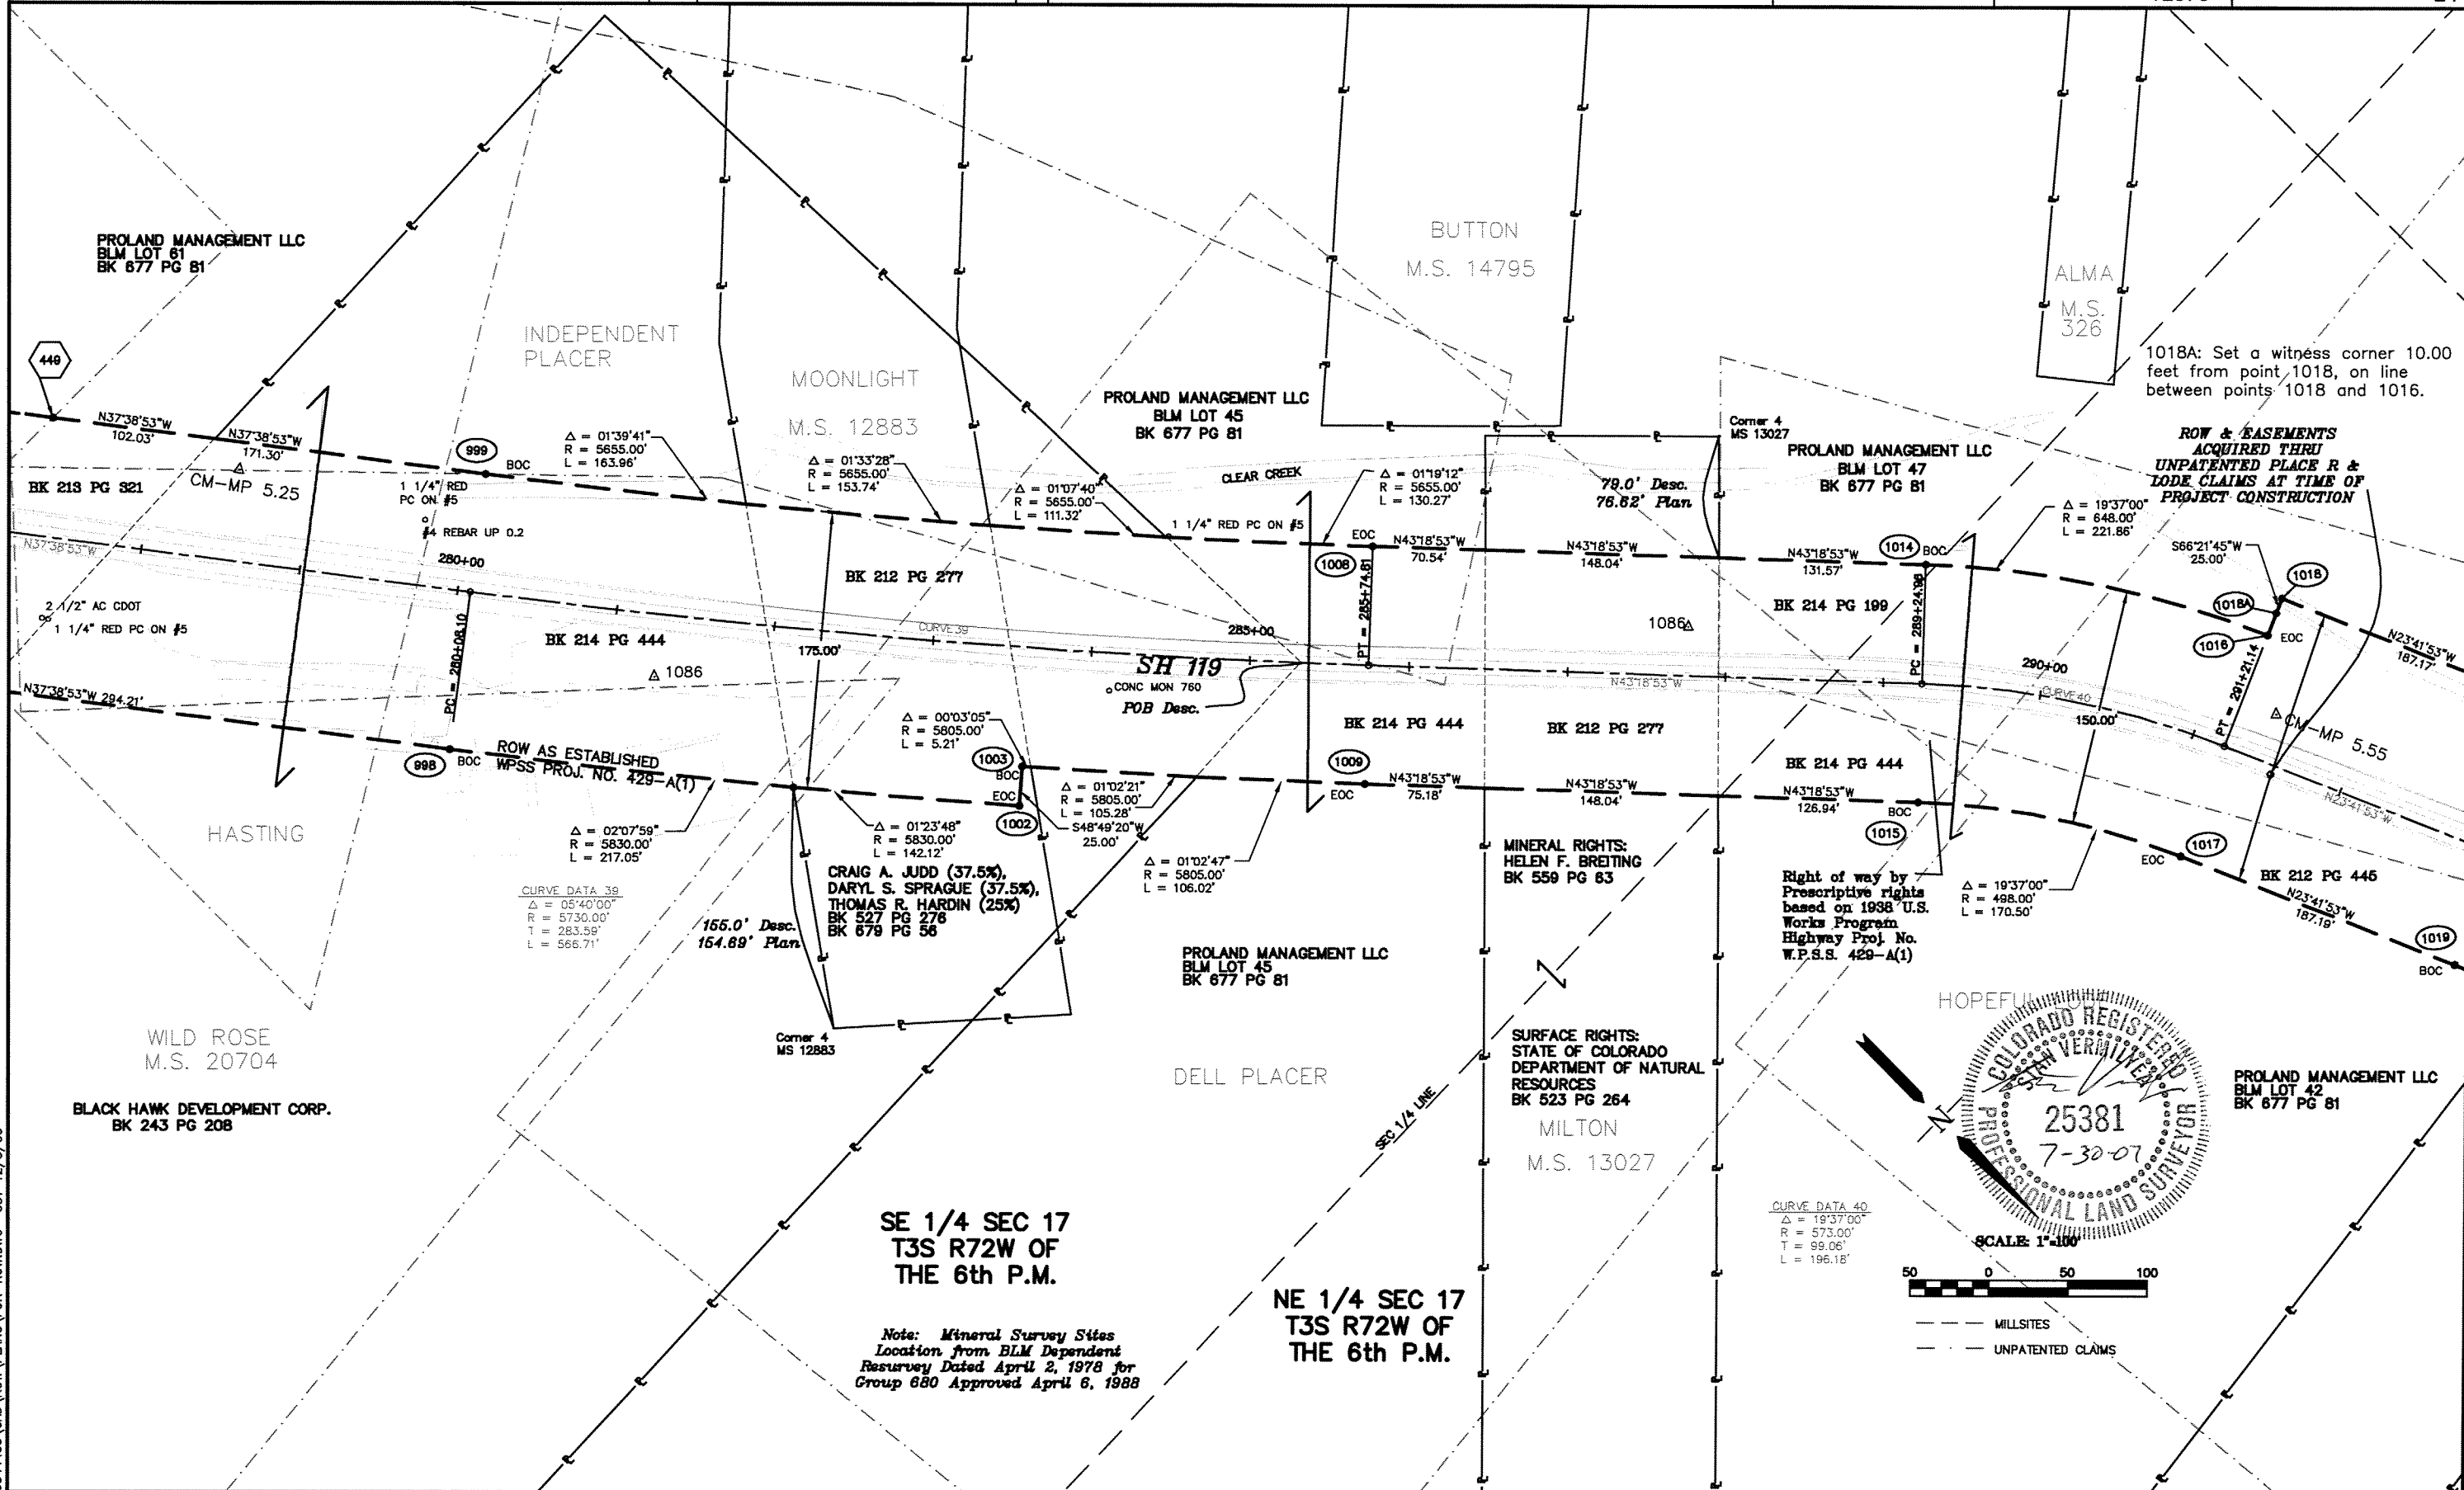 PROLAND MANAGEMENT LLC
BLM LOT 61
BK 677 PG 81
INDEPENDENT
PLACER
MOONLIGHT
M.S. 12883
BUTTON
M.S. 14795
ALMA
M.S.
326
1018A: Set a witness corner 10.00
feet from point 1018, on line
between points 1018 and 1016.
ROW & EASEMENTS
ACQUIRED THRU
UNPATENTED PLACE R &
LODE CLAIMS AT TIME OF
PROJECT CONSTRUCTION
449
N37°38'53"W
102.03'
N37°38'53"W
171.30'
CM-MP 5.25
BK 213 PG 321
999
BOC
1 1/4" RED
PC ON #5
#4 REBAR UP 0.2
Δ = 01°39'41"
R = 5655.00'
L = 163.96'
Δ = 01°33'28"
R = 5655.00'
L = 153.74'
Δ = 01°07'40"
R = 5655.00'
L = 111.32'
PROLAND MANAGEMENT LLC
BLM LOT 45
BK 677 PG 81
CLEAR CREEK
1 1/4" RED PC ON #5
Δ = 01°19'12"
R = 5655.00'
L = 130.27'
1008
EOC
N43°18'53"W
70.54'
N43°18'53"W
148.04'
79.0' Desc.
76.62' Plan
Corner 4
MS 13027
PROLAND MANAGEMENT LLC
BLM LOT 47
BK 677 PG 81
N43°18'53"W
131.57'
1014
BOC
Δ = 19°37'00"
R = 648.00'
L = 221.86'
S66°21'45"W
25.00'
1018
1018A
1016
EOC
N23°41'53"W
187.17'
N37°38'53"W
280+00
2 1/2" AC CDOT
1 1/4" RED PC ON #5
PC = 280+08.10
BK 214 PG 444
BK 212 PG 277
175.00'
CURVE 39
285+00
SH 119
CONC MON 760
POB Desc.
PT = 285+74.81
1086
BK 214 PG 199
1086
PC = 289+24.96
290+00
N43°18'53"W
CURVE 40
150.00'
PT = 291+21.14
CM-MP 5.55
N23°41'53"W
N37°38'53"W 294.21'
998
BOC
ROW AS ESTABLISHED
WPSS PROJ. NO. 429-A(1)
Δ = 00°03'05"
R = 5805.00'
L = 5.21'
1003
BOC
EOC
1002
Δ = 01°02'21"
R = 5805.00'
L = 105.28'
S48°49'20"W
25.00'
BK 214 PG 444
BK 212 PG 277
BK 214 PG 444
1009
EOC
N43°18'53"W
75.18'
N43°18'53"W
148.04'
N43°18'53"W
126.94'
BOC
1015
EOC
1017
BK 212 PG 445
N23°41'53"W
187.19'
1019
BOC
HASTING
Δ = 02°07'59"
R = 5830.00'
L = 217.05'
Δ = 01°23'48"
R = 5830.00'
L = 142.12'
Δ = 01°02'47"
R = 5805.00'
L = 106.02'
CURVE DATA 39
Δ = 05°40'00"
R = 5730.00'
T = 283.59'
L = 566.71'
155.0' Desc.
154.69' Plan
CRAIG A. JUDD (37.5%),
DARYL S. SPRAGUE (37.5%),
THOMAS R. HARDIN (25%)
BK 527 PG 276
BK 679 PG 56
MINERAL RIGHTS:
HELEN F. BREITING
BK 559 PG 63
Right of way by
Prescriptive rights
based on 1938 U.S.
Works Program
Highway Proj. No.
W.P.S.S. 429-A(1)
Δ = 19°37'00"
R = 498.00'
L = 170.50'
PROLAND MANAGEMENT LLC
BLM LOT 45
BK 677 PG 81
WILD ROSE
M.S. 20704
Corner 4
MS 12883
BLACK HAWK DEVELOPMENT CORP.
BK 243 PG 208
DELL PLACER
SEC 1/4 LINE
SURFACE RIGHTS:
STATE OF COLORADO
DEPARTMENT OF NATURAL
RESOURCES
BK 523 PG 264
MILTON
M.S. 13027
HOPEFUL
N
COLORADO REGISTERED
STAN VERMILYEA
25381
7-30-07
PROFESSIONAL LAND SURVEYOR
PROLAND MANAGEMENT LLC
BLM LOT 42
BK 677 PG 81
CURVE DATA 40
Δ = 19°37'00"
R = 573.00'
T = 99.06'
L = 196.18'
SCALE: 1"=100'
50 0 50 100
MILLSITES
UNPATENTED CLAIMS
SE 1/4 SEC 17
T3S R72W OF
THE 6th P.M.
Note: Mineral Survey Sites
Location from BLM Dependent
Resurvey Dated April 2, 1978 for
Group 680 Approved April 6, 1988
NE 1/4 SEC 17
T3S R72W OF
THE 6th P.M.